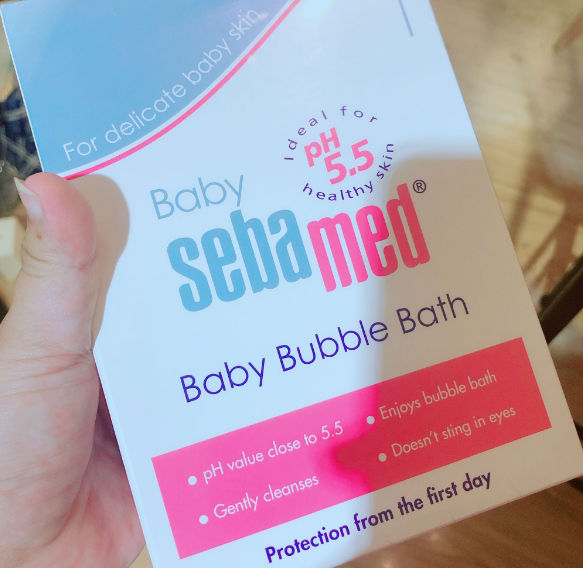 For delicate baby skin
Ideal for
pH
5.5
healthy skin
Baby
sebamed®
Baby Bubble Bath
• pH value close to 5.5
• Enjoys bubble bath
• Gently cleanses
• Doesn't sting in eyes
Protection from the first day